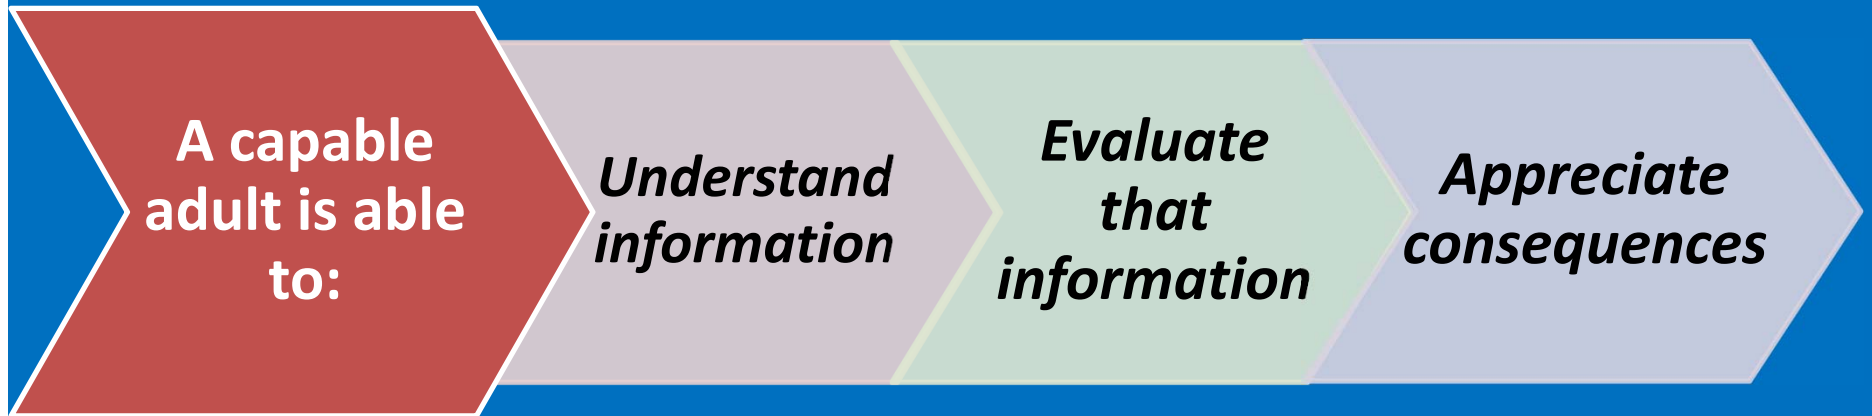 A capable
adult is able
to:
Understand
information
Evaluate
that
information
Appreciate
consequences